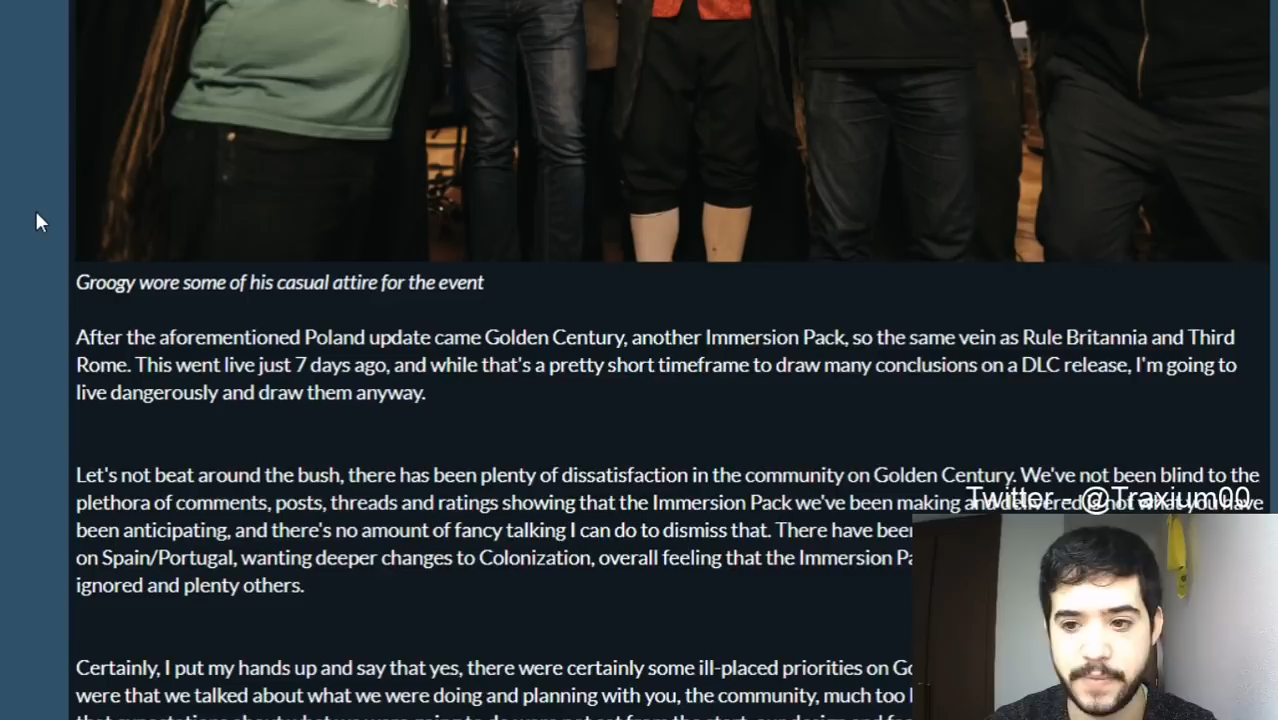 Groogy wore some of his casual attire for the event
After the aforementioned Poland update came Golden Century, another Immersion Pack, so the same vein as Rule Britannia and Third
Rome. This went live just 7 days ago, and while that's a pretty short timeframe to draw many conclusions on a DLC release, I'm going to
live dangerously and draw them anyway.
Let's not beat around the bush, there has been plenty of dissatisfaction in the community on Golden Century. We've not been blind to the
plethora of comments, posts, threads and ratings showing that the Immersion Pack we've been making and delivered is not what you have
Twitter - @Traxium00
been anticipating, and there's no amount of fancy talking I can do to dismiss that. There have been
on Spain/Portugal, wanting deeper changes to Colonization, overall feeling that the Immersion Pa
ignored and plenty others.
Certainly, I put my hands up and say that yes, there were certainly some ill-placed priorities on Go
were that we talked about what we were doing and planning with you, the community, much too